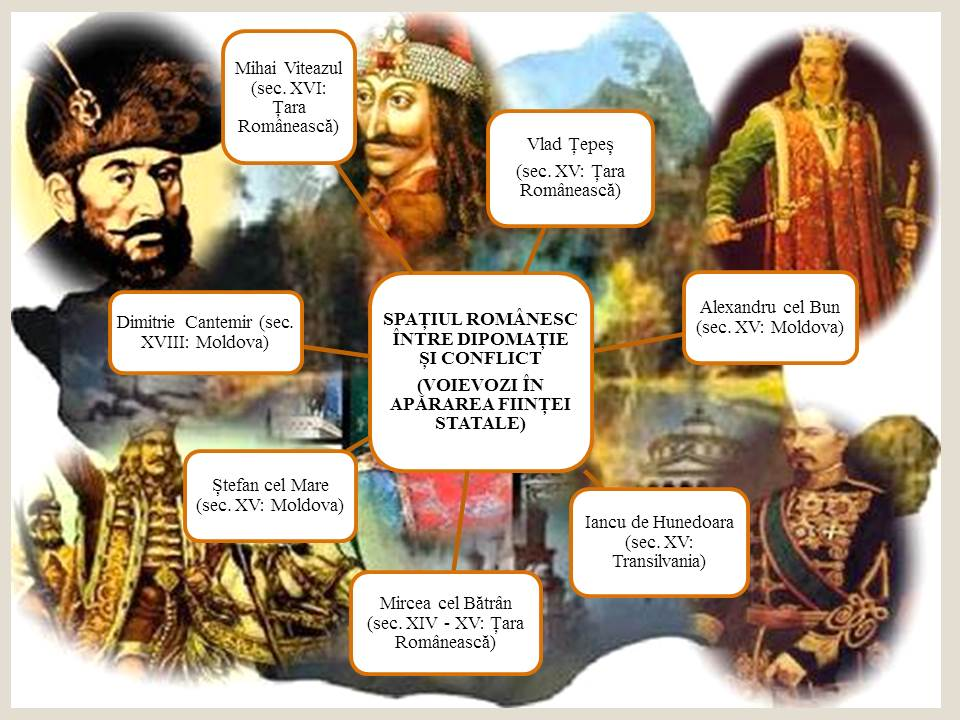 Mihai Viteazul
(sec. XVI:
Țara
Românească)
Vlad Țepeș
(sec. XV: Țara
Românească)
Alexandru cel Bun
(sec. XV: Moldova)
SPAȚIUL ROMÂNESC
ÎNTRE DIPOMAȚIE
ȘI CONFLICT
(VOIEVOZI ÎN
APĂRAREA FIINȚEI
STATALE)
Dimitrie Cantemir (sec.
XVIII: Moldova)
Ștefan cel Mare
(sec. XV: Moldova)
Iancu de Hunedoara
(sec. XV:
Transilvania)
Mircea cel Bătrân
(sec. XIV - XV: Țara
Românească)